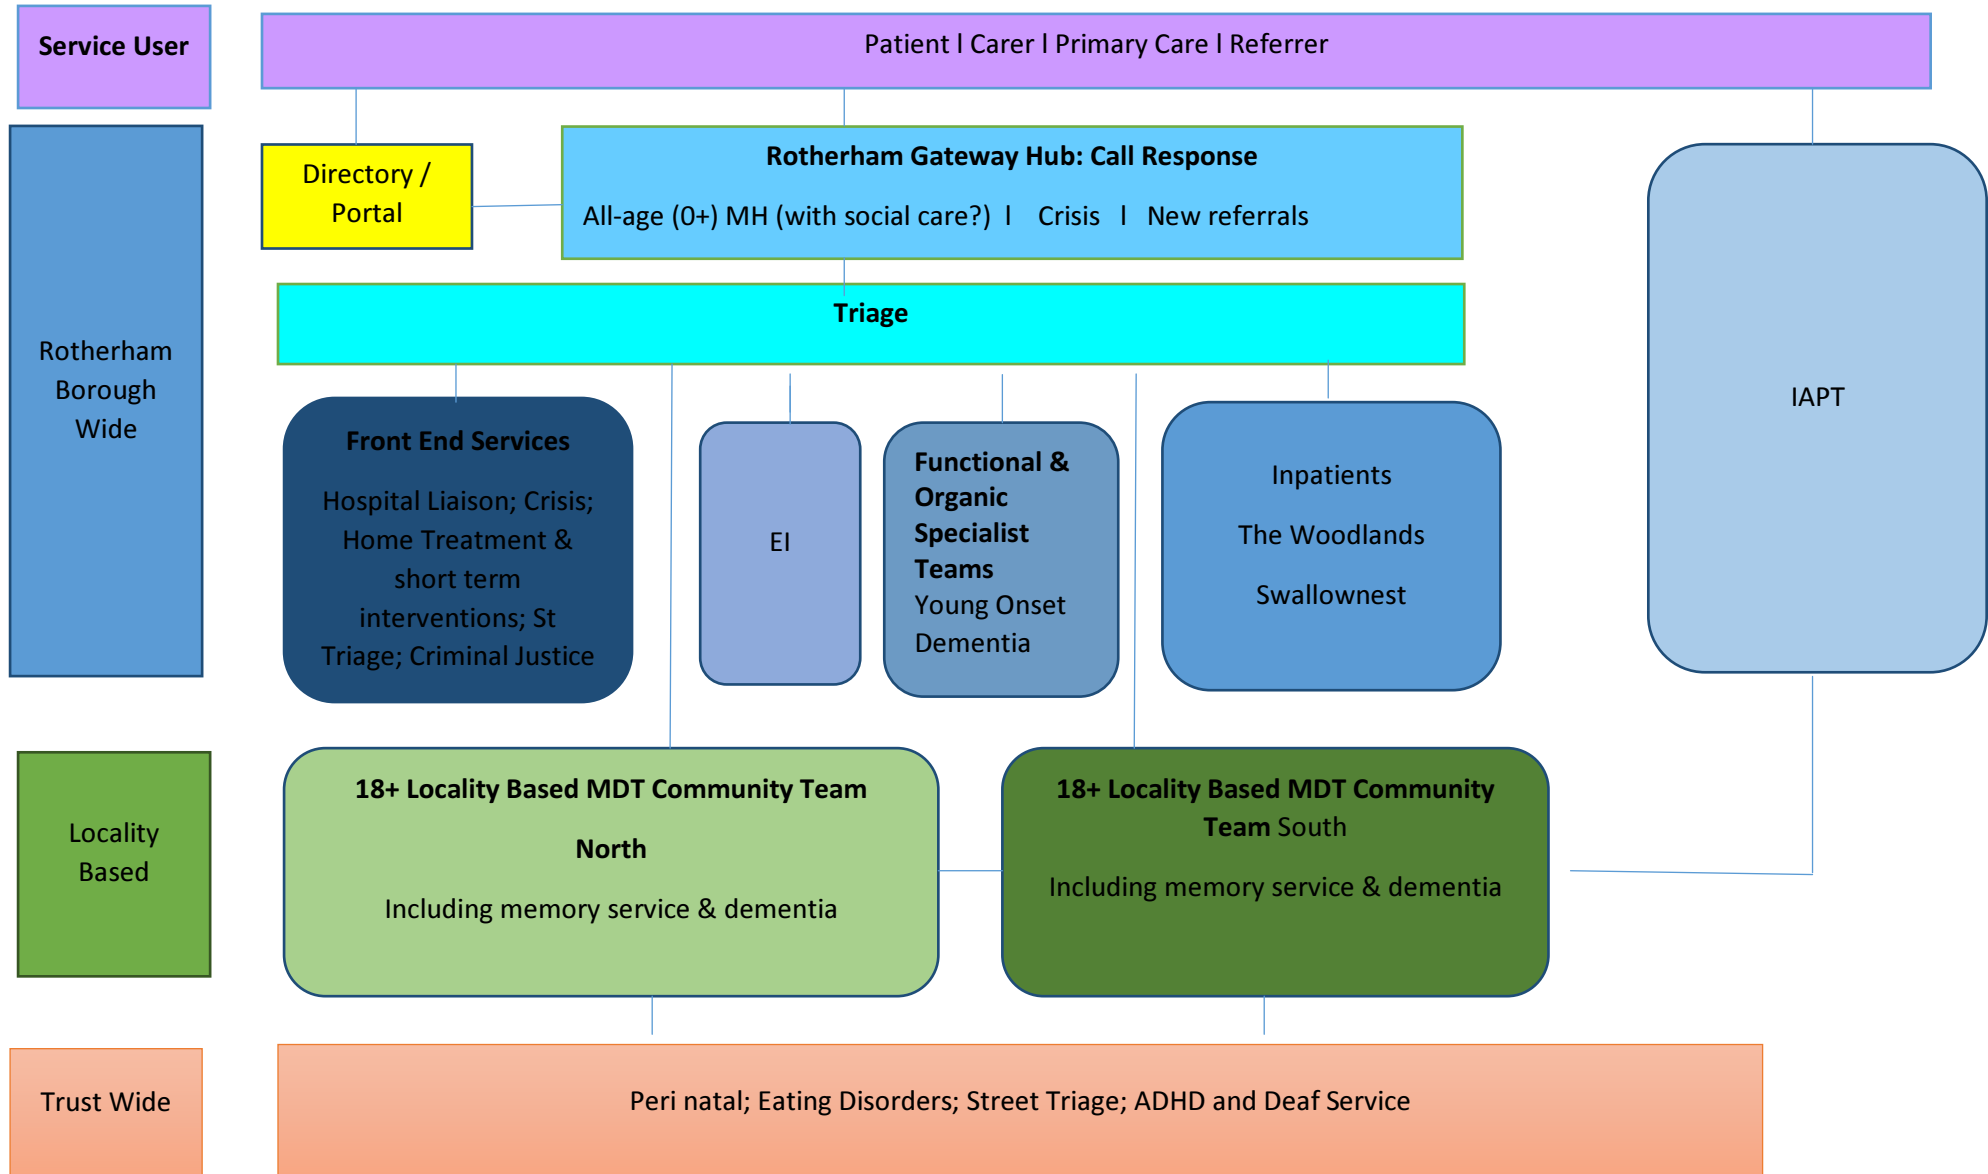 Service User
Patient l Carer l Primary Care l Referrer
Rotherham
Borough
Wide
Directory /
Portal
Rotherham Gateway Hub: Call Response
All-age (0+) MH (with social care?) l Crisis l New referrals
Triage
IAPT
Front End Services
Hospital Liaison; Crisis;
Home Treatment &
short term
interventions; St
Triage; Criminal Justice
EI
Functional &
Organic
Specialist
Teams
Young Onset
Dementia
Inpatients
The Woodlands
Swallownest
Locality
Based
18+ Locality Based MDT Community Team
North
Including memory service & dementia
18+ Locality Based MDT Community
Team South
Including memory service & dementia
Trust Wide
Peri natal; Eating Disorders; Street Triage; ADHD and Deaf Service